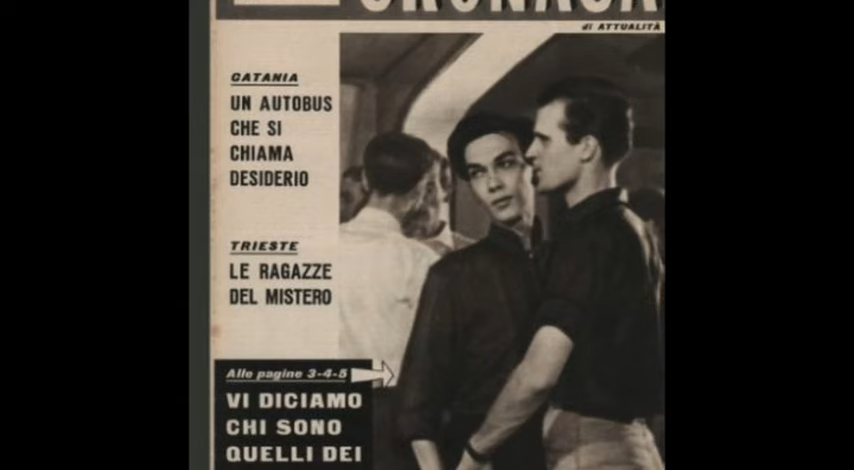 CRONACA
di ATTUALITÀ
CATANIA
UN AUTOBUS
CHE SI
CHIAMA
DESIDERIO
TRIESTE
LE RAGAZZE
DEL MISTERO
Alle pagine 3-4-5
VI DICIAMO
CHI SONO
QUELLI DEI